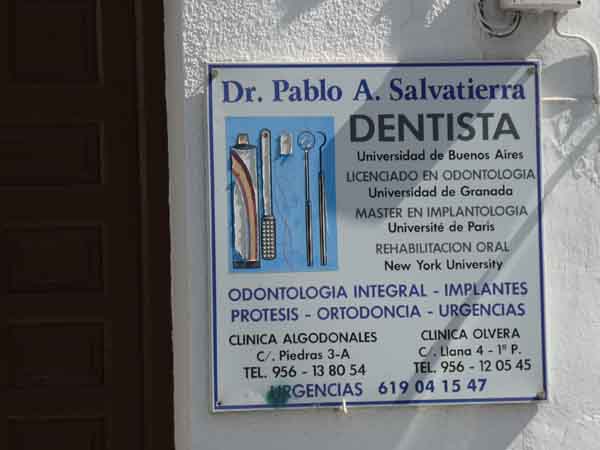 Dr. Pablo A. Salvatierra
DENTISTA
Universidad de Buenos Aires
LICENCIADO EN ODONTOLOGIA
Universidad de Granada
MASTER EN IMPLANTOLOGIA
Université de París
REHABILITACION ORAL
New York University
ODONTOLOGIA INTEGRAL - IMPLANTES
PROTESIS - ORTODONCIA - URGENCIAS
CLINICA ALGODONALES
C/. Piedras 3-A
TEL. 956 - 13 80 54
CLINICA OLVERA
C/. Llana 4 - 1º P.
TEL. 956 - 12 05 45
URGENCIAS 619 04 15 47